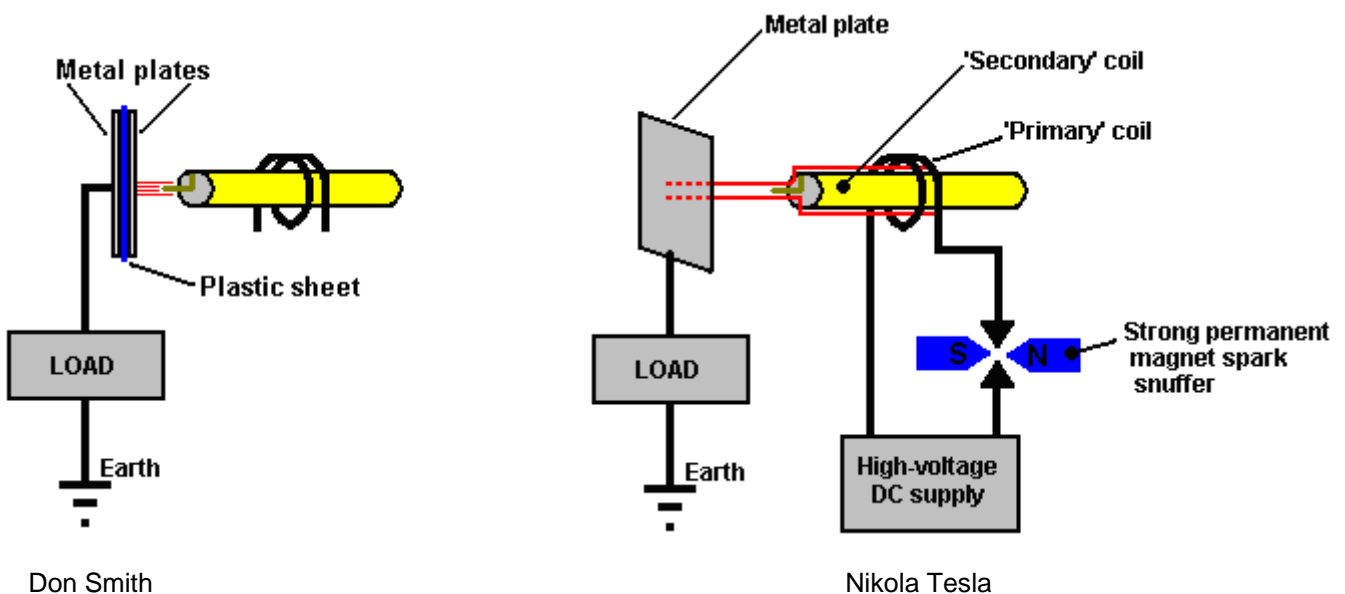 Metal plates
Plastic sheet
LOAD
Earth
Don Smith
Metal plate
'Secondary' coil
'Primary' coil
S N
Strong permanent
magnet spark
snuffer
LOAD
Earth
High-voltage
DC supply
Nikola Tesla